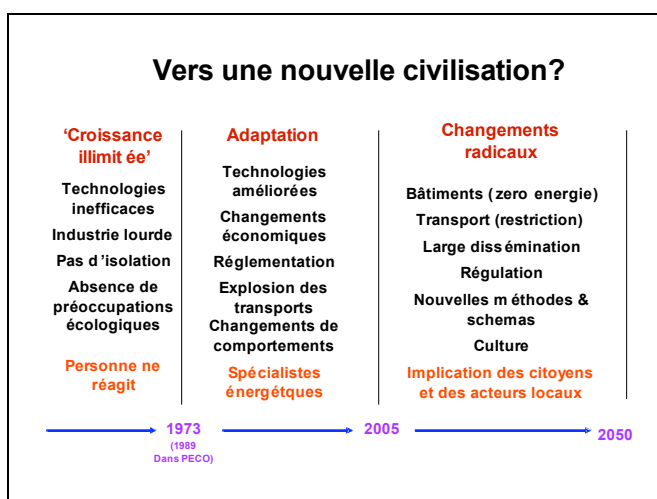 Vers une nouvelle civilisation?
‘Croissance
illimit ée’
Technologies
inefficaces
Industrie lourde
Pas d ’isolation
Absence de
préoccupations
écologiques
Personne ne
réagit
Adaptation
Technologies
améliorées
Changements
économiques
Réglementation
Explosion des
transports
Changements de
comportements
Spécialistes
énergétques
Changements
radicaux
Bâtiments (zero energie)
Transport (restriction)
Large diss émination
Régulation
Nouvelles m éthodes &
schemas
Culture
Implication des citoyens
et des acteurs locaux
1973
(1989
Dans PECO)
2005
2050